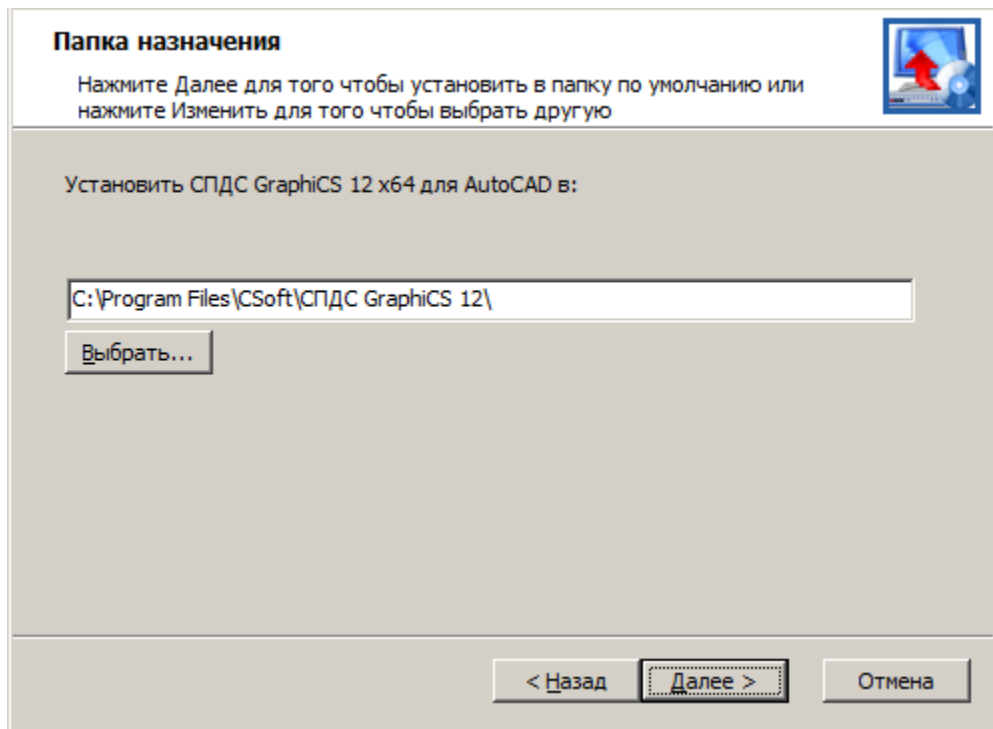 Папка назначения
Нажмите Далее для того чтобы установить в папку по умолчанию или
нажмите Изменить для того чтобы выбрать другую
Установить СПДС GraphiCS 12 x64 для AutoCAD в:
C:\Program Files\CSoft\СПДС GraphiCS 12\
Выбрать...
< Назад Далее > Отмена